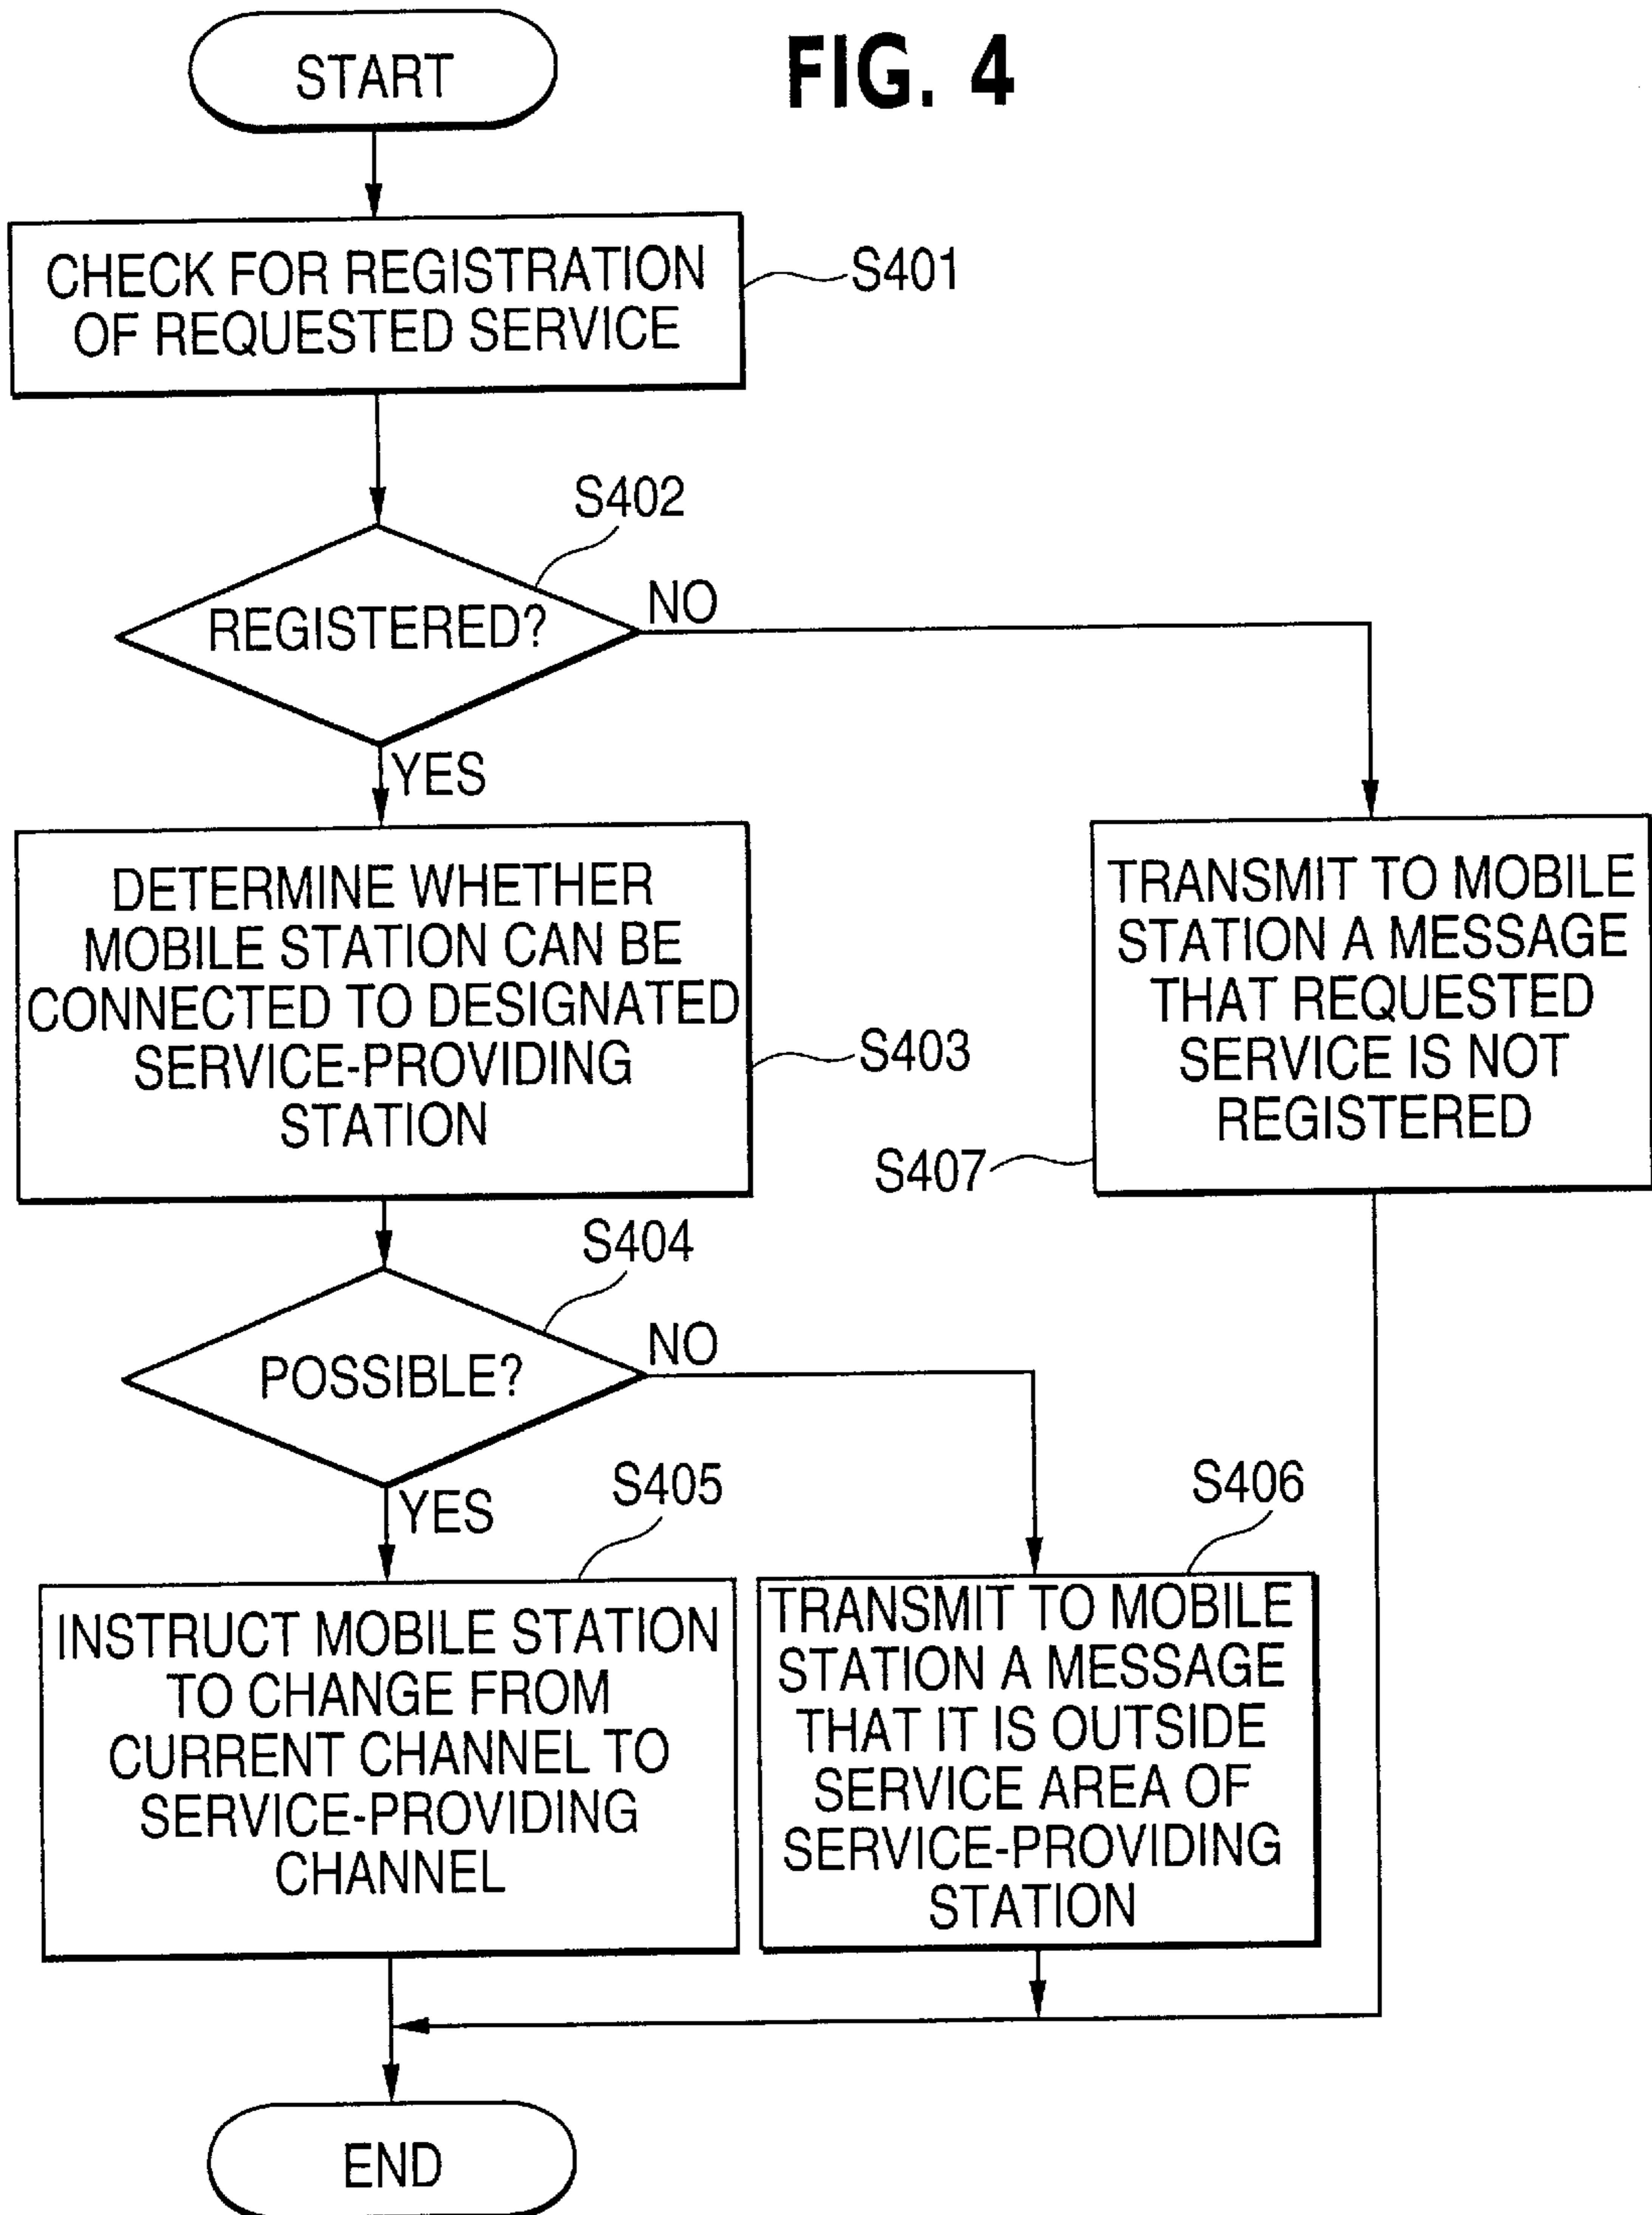 FIG. 4
START
CHECK FOR REGISTRATION
OF REQUESTED SERVICE
S401
S402
REGISTERED?
NO
YES
DETERMINE WHETHER
MOBILE STATION CAN BE
CONNECTED TO DESIGNATED
SERVICE-PROVIDING
STATION
S403
TRANSMIT TO MOBILE
STATION A MESSAGE
THAT REQUESTED
SERVICE IS NOT
REGISTERED
S407
S404
POSSIBLE?
NO
YES
S405
INSTRUCT MOBILE STATION
TO CHANGE FROM
CURRENT CHANNEL TO
SERVICE-PROVIDING
CHANNEL
S406
TRANSMIT TO MOBILE
STATION A MESSAGE
THAT IT IS OUTSIDE
SERVICE AREA OF
SERVICE-PROVIDING
STATION
END